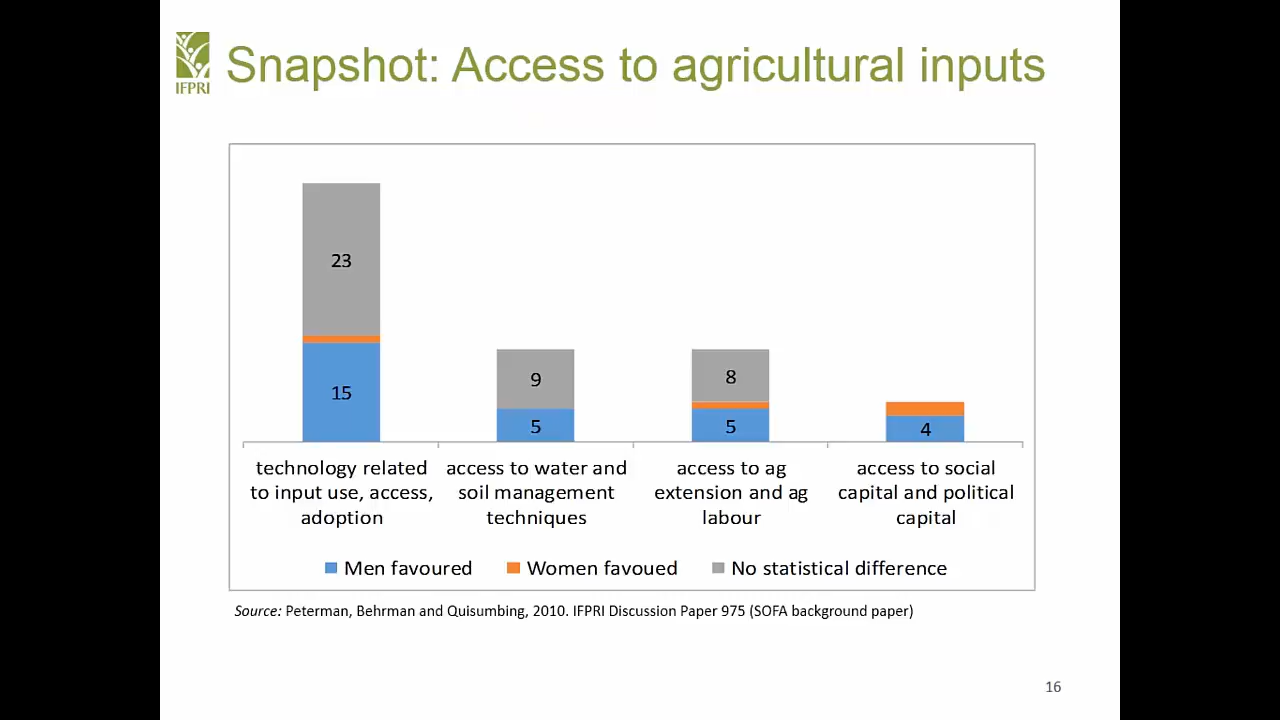 IFPRI
Snapshot: Access to agricultural inputs
23
15
9
5
8
5
4
technology related
to input use, access,
adoption
access to water and
soil management
techniques
access to ag
extension and ag
labour
access to social
capital and political
capital
Men favoured
Women favoued
No statistical difference
Source: Peterman, Behrman and Quisumbing, 2010. IFPRI Discussion Paper 975 (SOFA background paper)
16